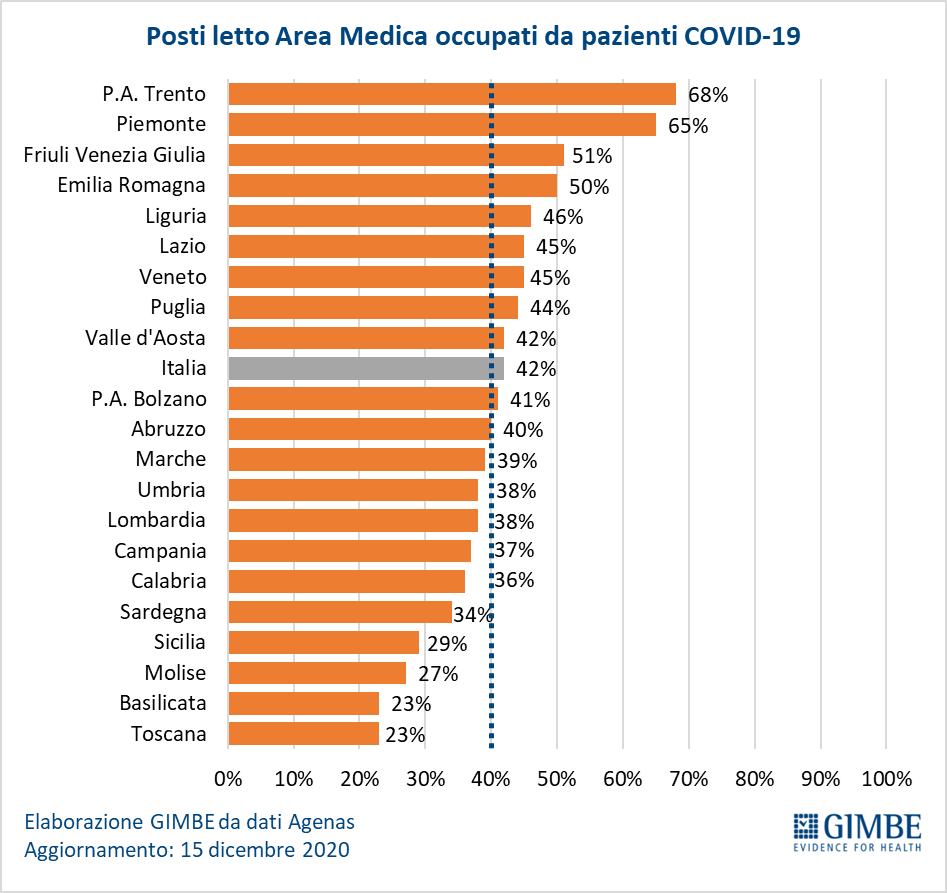 Posti letto Area Medica occupati da pazienti COVID-19
P.A. Trento 68%
Piemonte 65%
Friuli Venezia Giulia 51%
Emilia Romagna 50%
Liguria 46%
Lazio 45%
Veneto 45%
Puglia 44%
Valle d'Aosta 42%
Italia 42%
P.A. Bolzano 41%
Abruzzo 40%
Marche 39%
Umbria 38%
Lombardia 38%
Campania 37%
Calabria 36%
Sardegna 34%
Sicilia 29%
Molise 27%
Basilicata 23%
Toscana 23%
0% 10% 20% 30% 40% 50% 60% 70% 80% 90% 100%
Elaborazione GIMBE da dati Agenas
Aggiornamento: 15 dicembre 2020
GIMBE
EVIDENCE FOR HEALTH